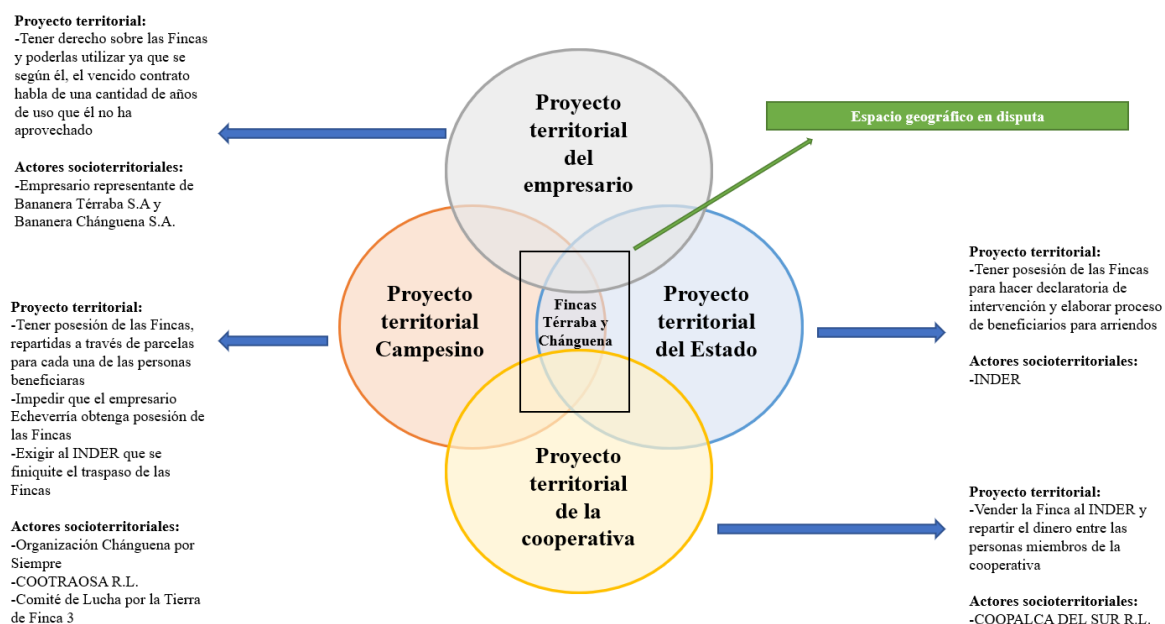 Proyecto territorial:
-Tener derecho sobre las Fincas
y poderlas utilizar ya que se
según él, el vencido contrato
habla de una cantidad de años
de uso que él no ha
aprovechado
Actores socioterritoriales:
-Empresario representante de
Bananera Térraba S.A y
Bananera Chánguena S.A.
Proyecto
territorial
del
empresario
Espacio geográfico en disputa
Proyecto territorial:
-Tener posesión de las Fincas,
repartidas a través de parcelas
para cada una de las personas
beneficiaras
-Impedir que el empresario
Echeverría obtenga posesión de
las Fincas
-Exigir al INDER que se
finiquite el traspaso de las
Fincas
Actores socioterritoriales:
-Organización Chánguena por
Siempre
-COOTRAOSA R.L.
-Comité de Lucha por la Tierra
de Finca 3
Proyecto
territorial
Campesino
Fincas
Térraba y
Chánguena
Proyecto
territorial
del Estado
Proyecto territorial:
-Tener posesión de las Fincas
para hacer declaratoria de
intervención y elaborar proceso
de beneficiarios para arriendos
Actores socioterritoriales:
-INDER
Proyecto
territorial
de la
cooperativa
Proyecto territorial:
-Vender la Finca al INDER y
repartir el dinero entre las
personas miembros de la
cooperativa
Actores socioterritoriales:
-COOPALCA DEL SUR R.L.